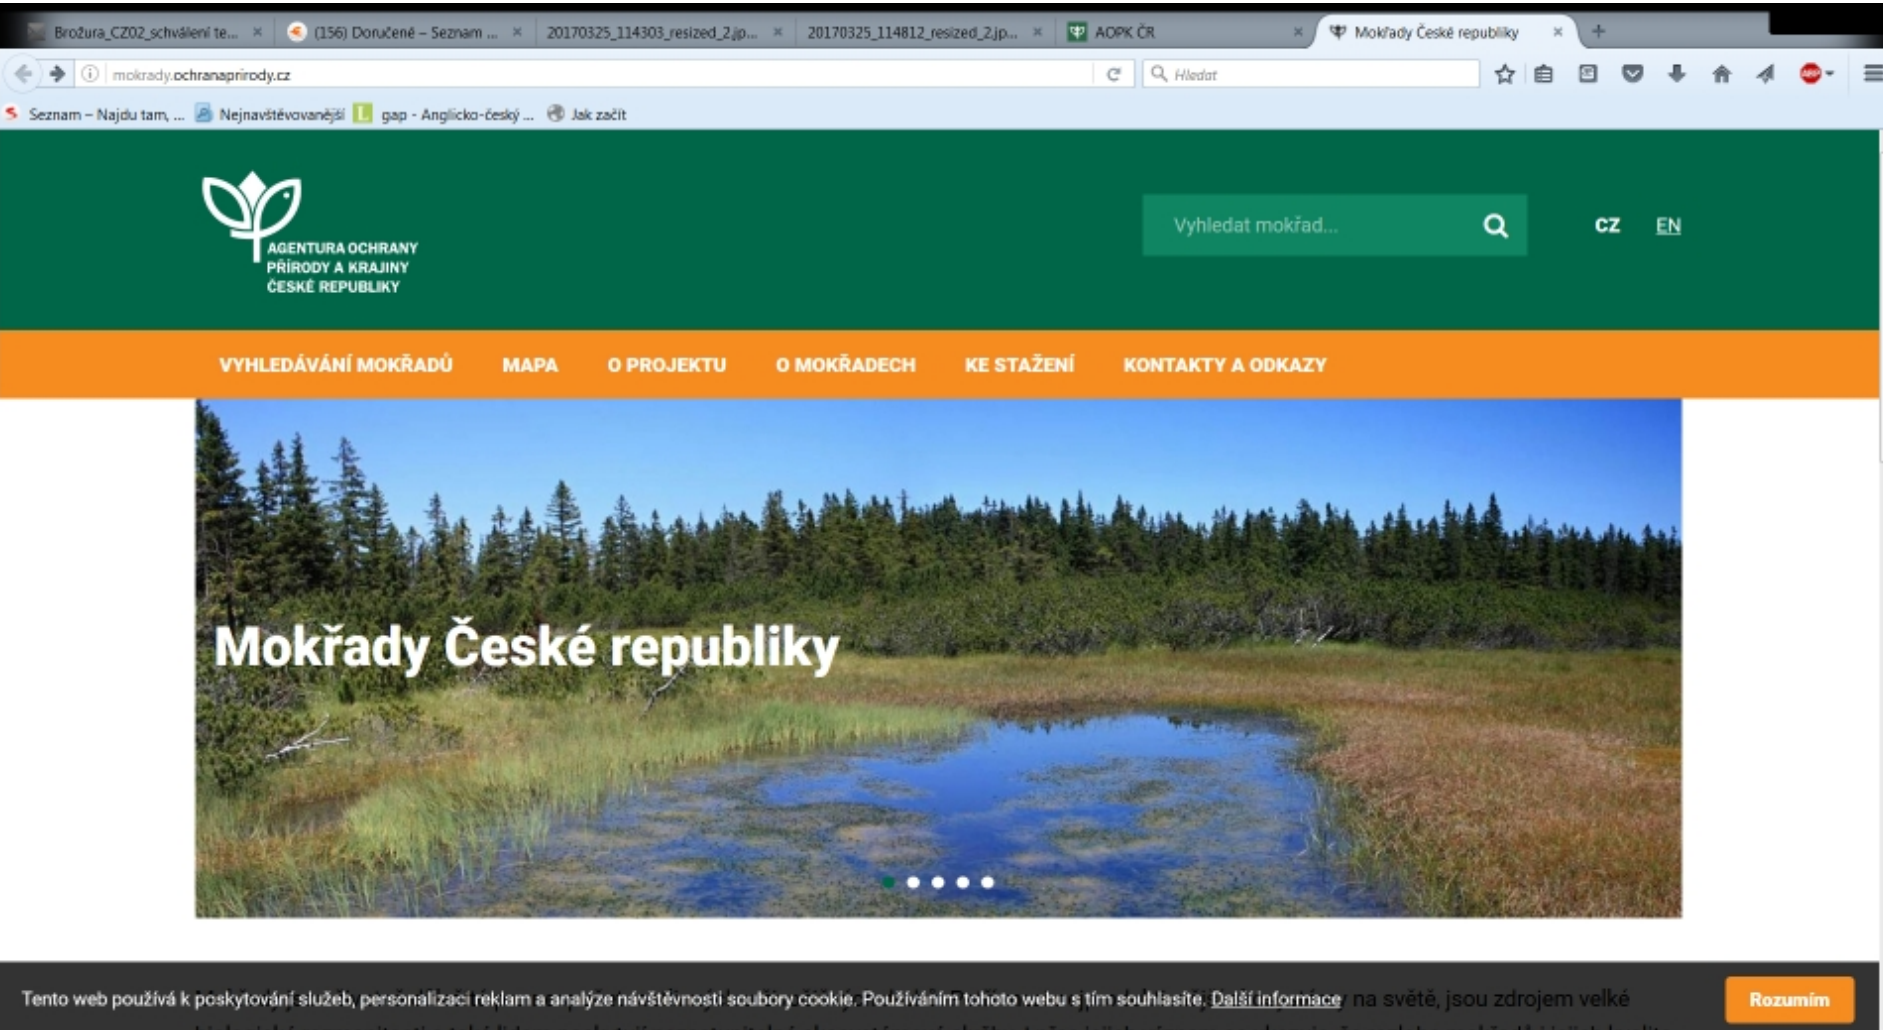 Brožura_CZ02_schválení te...
(156) Doručené – Seznam ...
20170325_114303_resized_2.jp...
20170325_114812_resized_2.jp...
AOPK ČR
Mokřady České republiky
mokrady.ochranaprirody.cz
Hledat
ABP
Seznam – Najdu tam, ...
Nejnavštěvovanější
gap - Anglicko-český ...
Jak začít
AGENTURA OCHRANY
PŘÍRODY A KRAJINY
ČESKÉ REPUBLIKY
Vyhledat mokřad...
CZ
EN
VYHLEDÁVÁNÍ MOKŘADŮ
MAPA
O PROJEKTU
O MOKŘADECH
KE STAŽENÍ
KONTAKTY A ODKAZY
Mokřady České republiky
Tento web používá k poskytování služeb, personalizaci reklam a analýze návštěvnosti soubory cookie. Používáním tohoto webu s tím souhlasíte. Další informace
na světě, jsou zdrojem velké
Rozumím